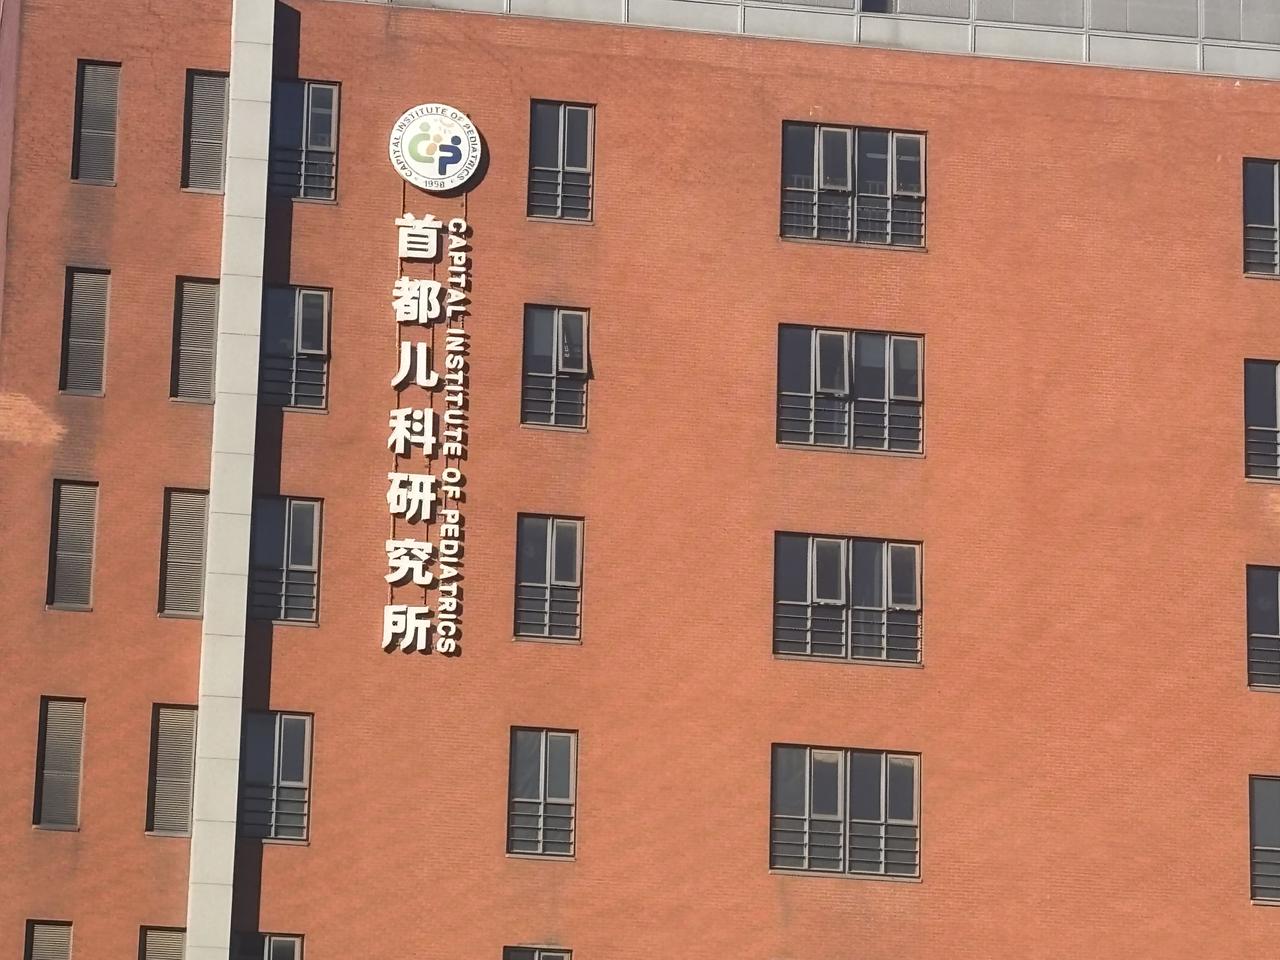 CAPITAL INSTITUTE OF PEDIATRICS
1958
首都儿科研究所
CAPITAL INSTITUTE OF PEDIATRICS